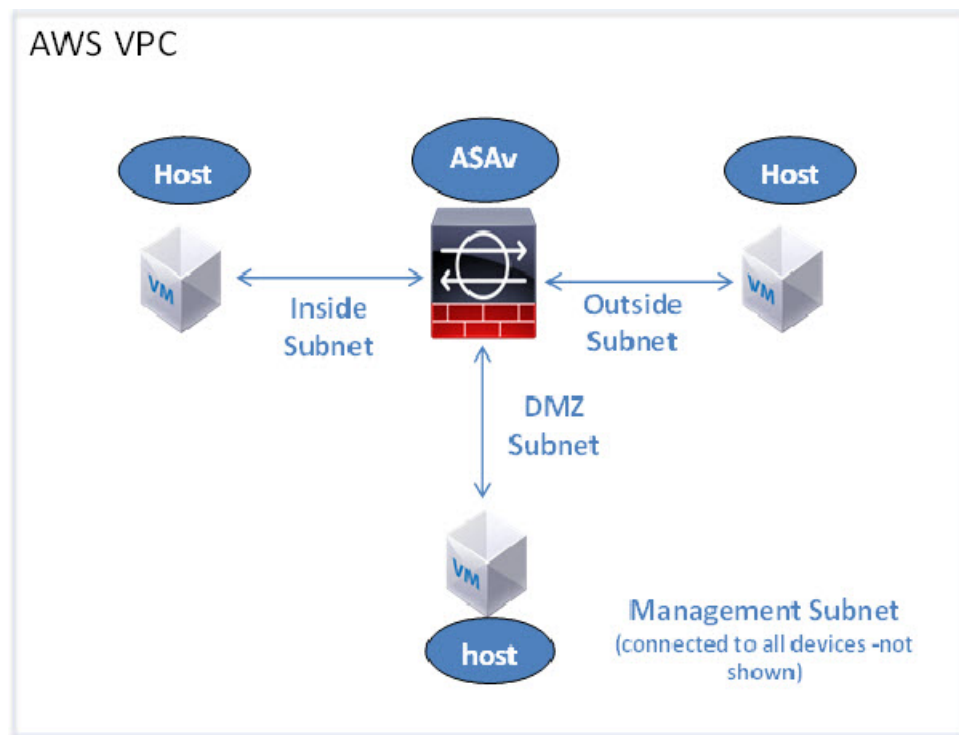 AWS VPC
Host
ASAv
Host
VM
VM
Inside
Subnet
Outside
Subnet
DMZ
Subnet
VM
host
Management Subnet
(connected to all devices -not
shown)